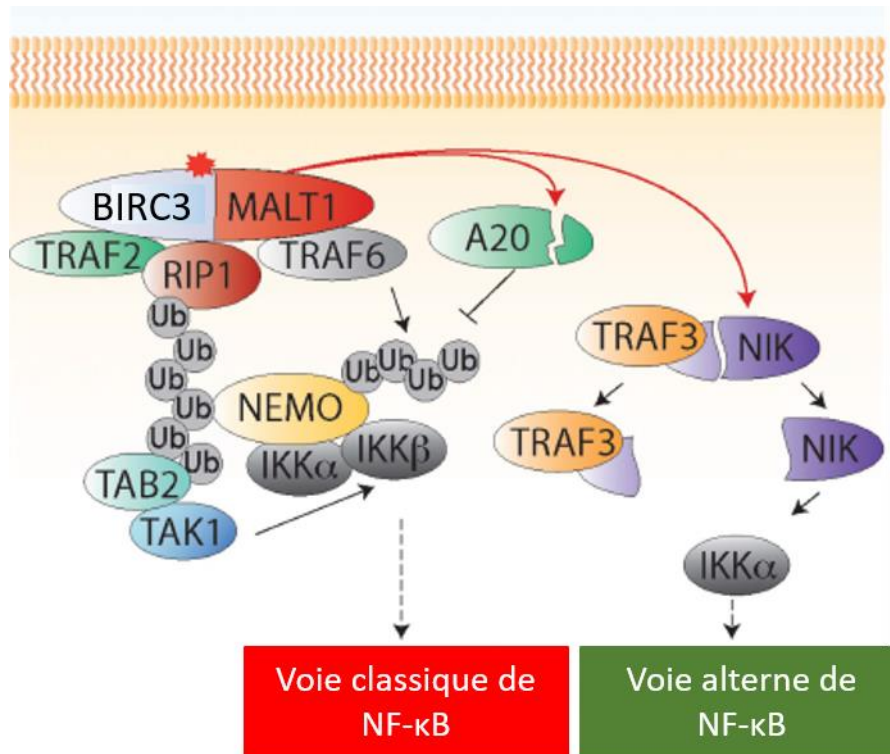 BIRC3 MALT1
TRAF2
RIP1
TRAF6
A20
Ub
Ub
Ub
Ub
Ub
Ub
Ub
Ub
Ub
Ub
NEMO
IKKα
IKKβ
TAB2
TAK1
TRAF3
NIK
TRAF3
NIK
IKKα
Voie classique de
NF-κB
Voie alterne de
NF-κB